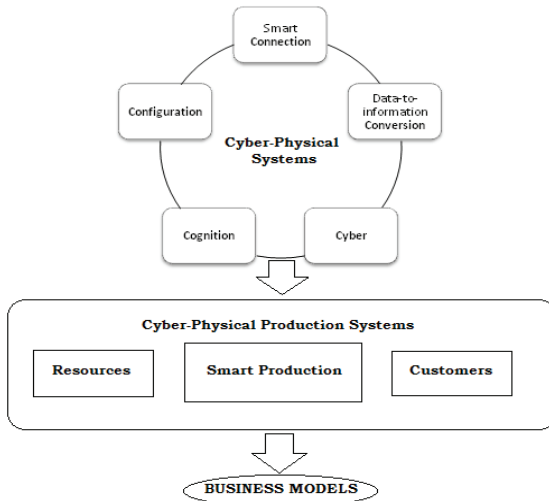 Smart
Connection
Configuration
Data-to-
information
Conversion
Cyber-Physical
Systems
Cognition
Cyber
Cyber-Physical Production Systems
Resources
Smart Production
Customers
BUSINESS MODELS